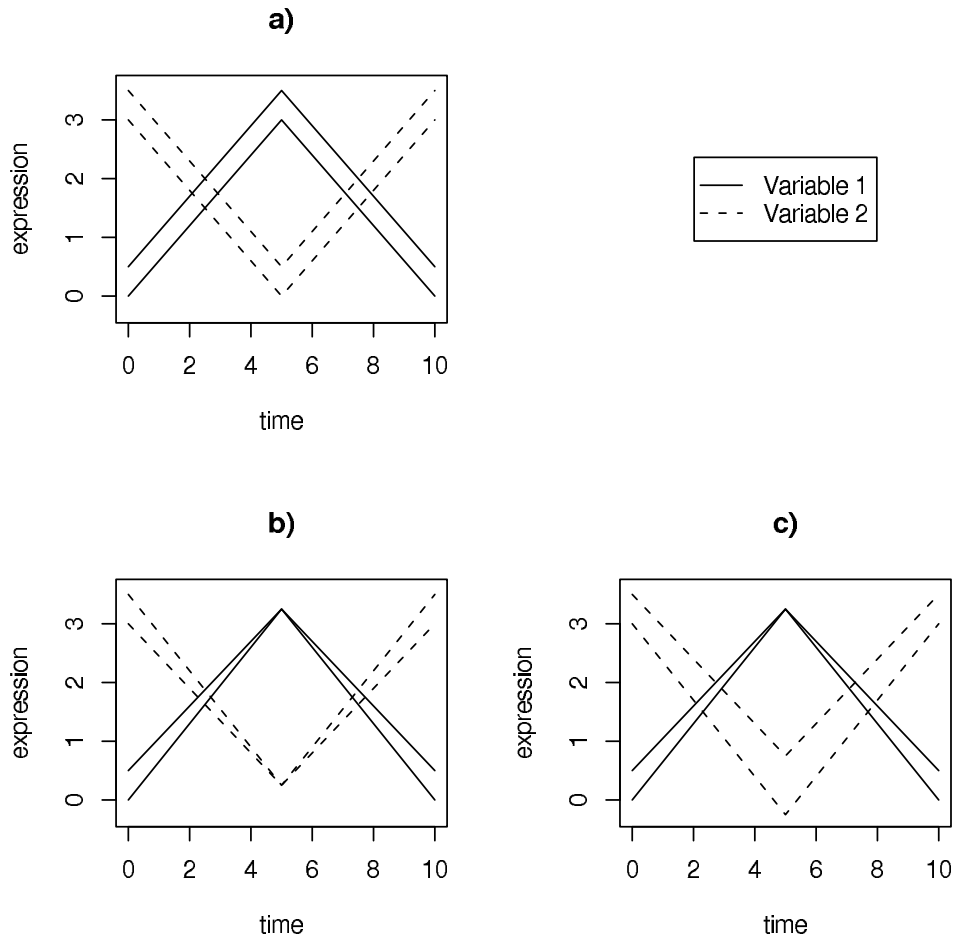 a)
expression
3
2
1
0
0 2 4 6 8 10
time
Variable 1
Variable 2
b)
expression
3
2
1
0
0 2 4 6 8 10
time
c)
expression
3
2
1
0
0 2 4 6 8 10
time